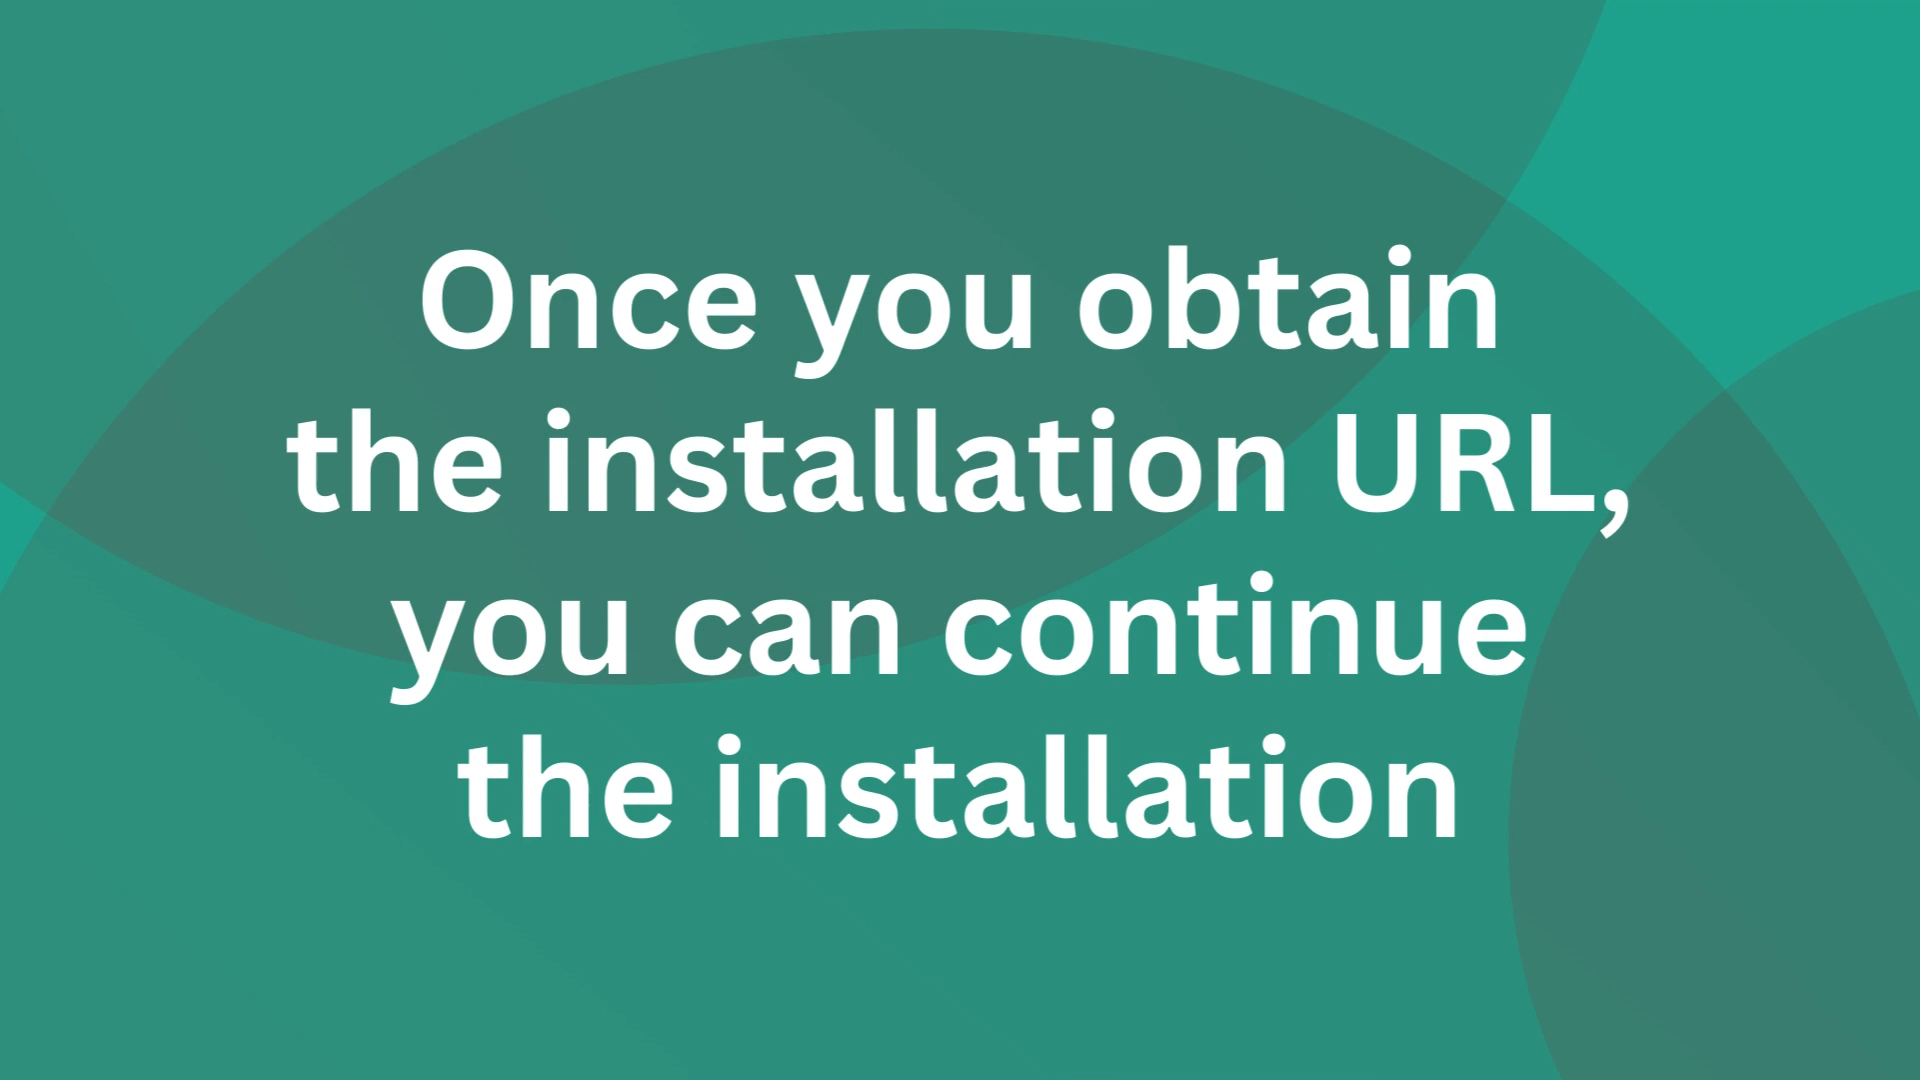 Once you obtain
the installation URL,
you can continue
the installation